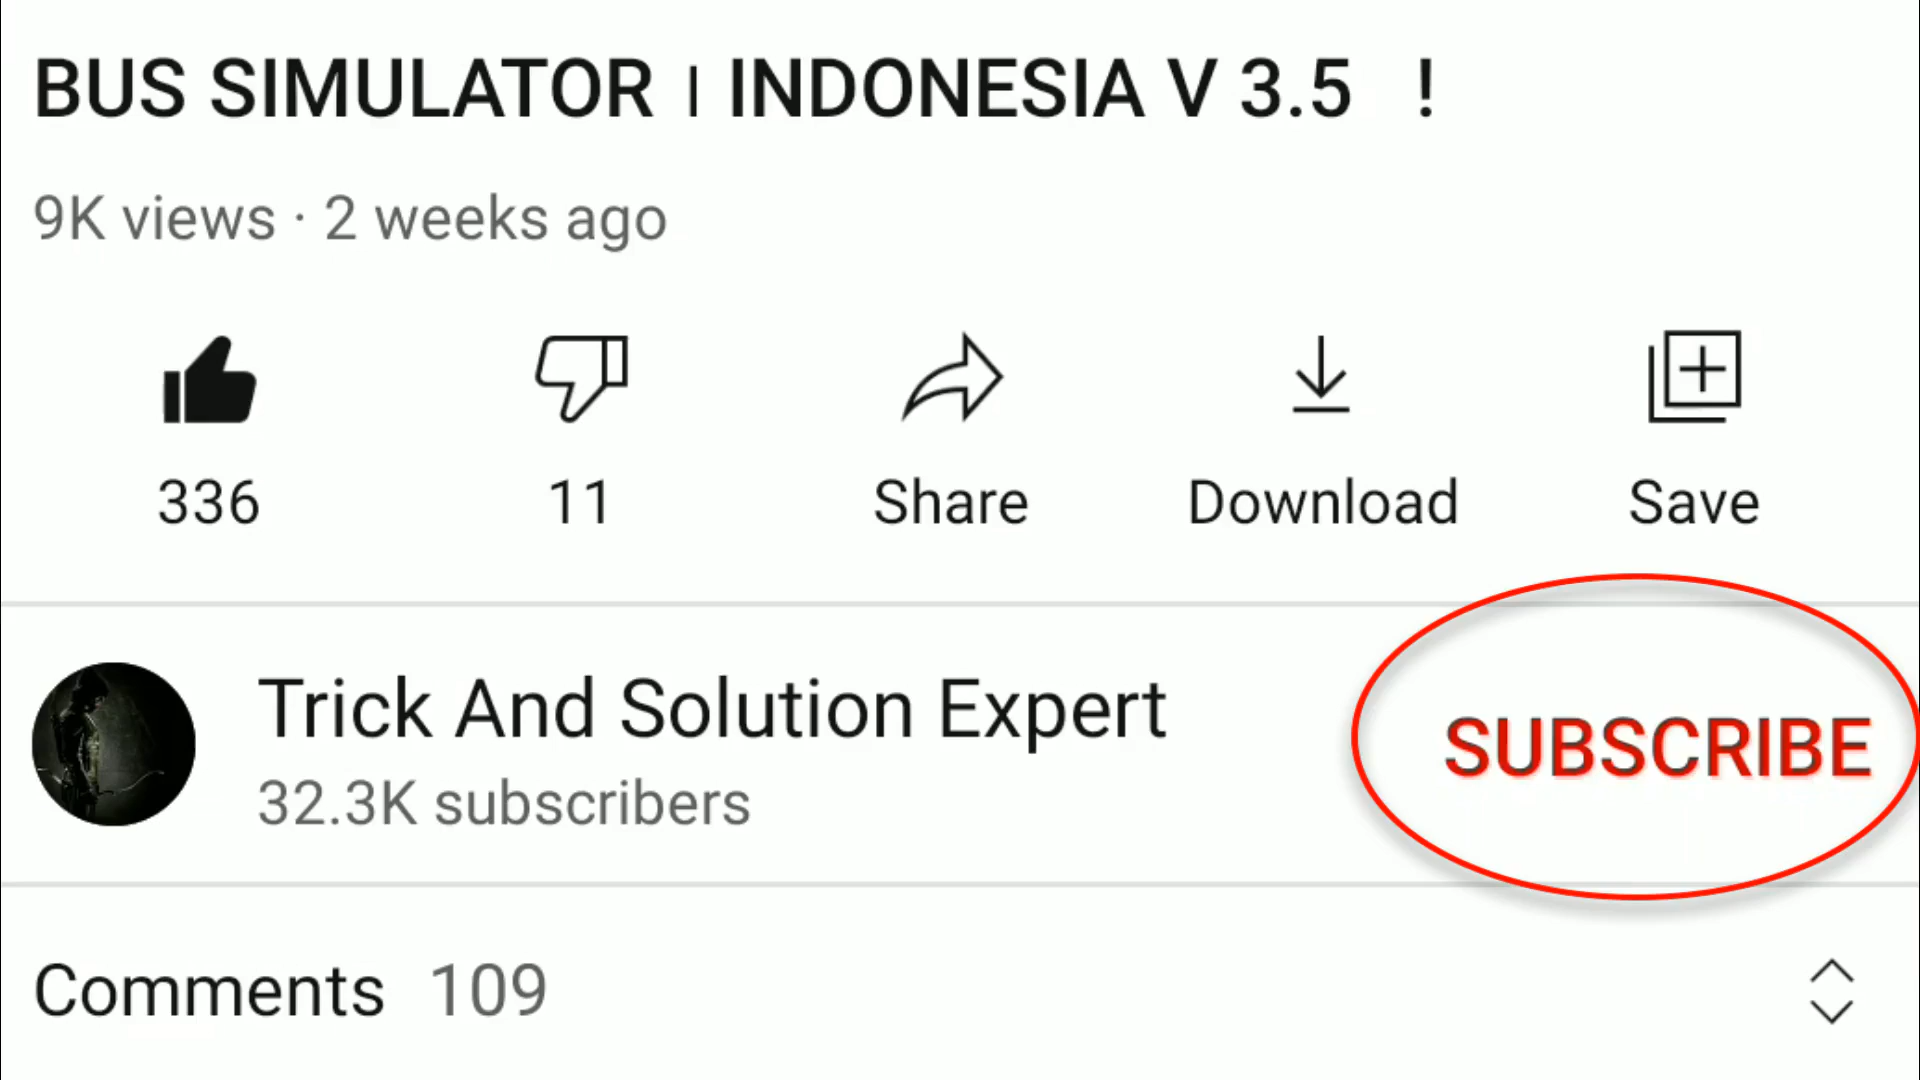 BUS SIMULATOR । INDONESIA V 3.5 !
9K views · 2 weeks ago
336 11 Share Download Save
Trick And Solution Expert
32.3K subscribers
SUBSCRIBE
Comments 109